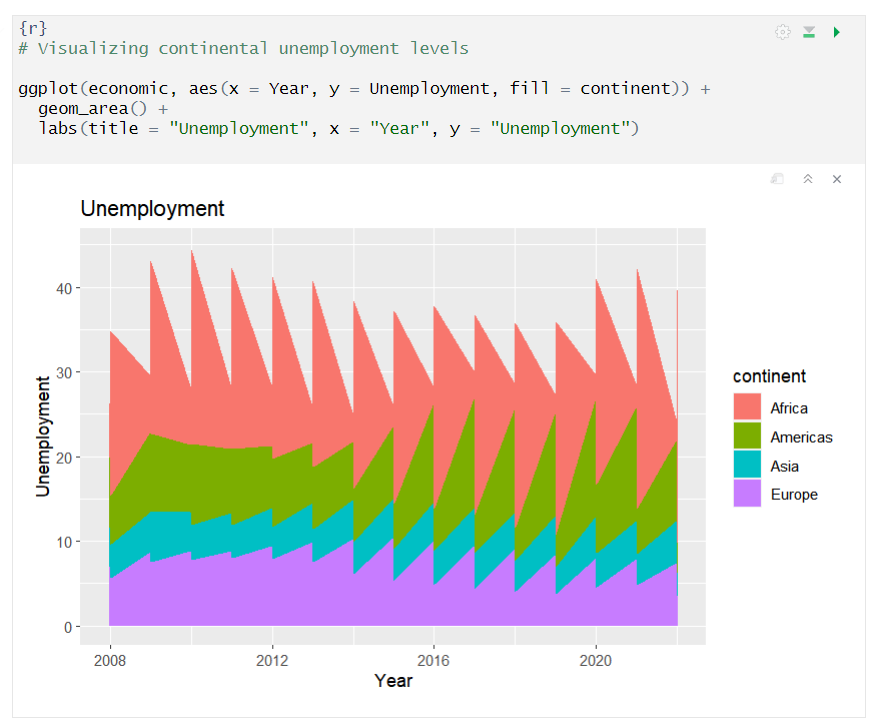 {r}
# Visualizing continental unemployment levels
ggplot(economic, aes(x = Year, y = Unemployment, fill = continent)) +
geom_area() +
labs(title = "Unemployment", x = "Year", y = "Unemployment")
Unemployment
40
30
20
10
0
Unemployment
2008
2012
2016
2020
Year
continent
Africa
Americas
Asia
Europe